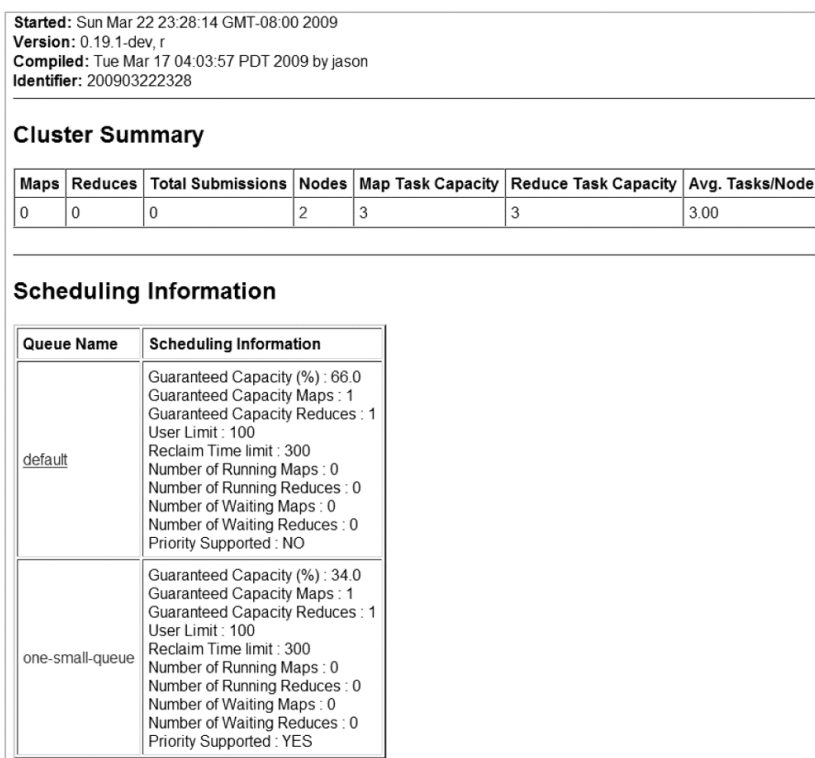 Started: Sun Mar 22 23:28:14 GMT-08:00 2009
Version: 0.19.1-dev, r
Compiled: Tue Mar 17 04:03:57 PDT 2009 by jason
Identifier: 200903222328
Cluster Summary
Maps Reduces Total Submissions Nodes Map Task Capacity Reduce Task Capacity Avg. Tasks/Node
0 0 0 2 3 3 3.00
Scheduling Information
Queue Name Scheduling Information
default
Guaranteed Capacity (%) : 66.0
Guaranteed Capacity Maps : 1
Guaranteed Capacity Reduces : 1
User Limit : 100
Reclaim Time limit : 300
Number of Running Maps : 0
Number of Running Reduces : 0
Number of Waiting Maps : 0
Number of Waiting Reduces : 0
Priority Supported : NO
one-small-queue
Guaranteed Capacity (%) : 34.0
Guaranteed Capacity Maps : 1
Guaranteed Capacity Reduces : 1
User Limit : 100
Reclaim Time limit : 300
Number of Running Maps : 0
Number of Running Reduces : 0
Number of Waiting Maps : 0
Number of Waiting Reduces : 0
Priority Supported : YES